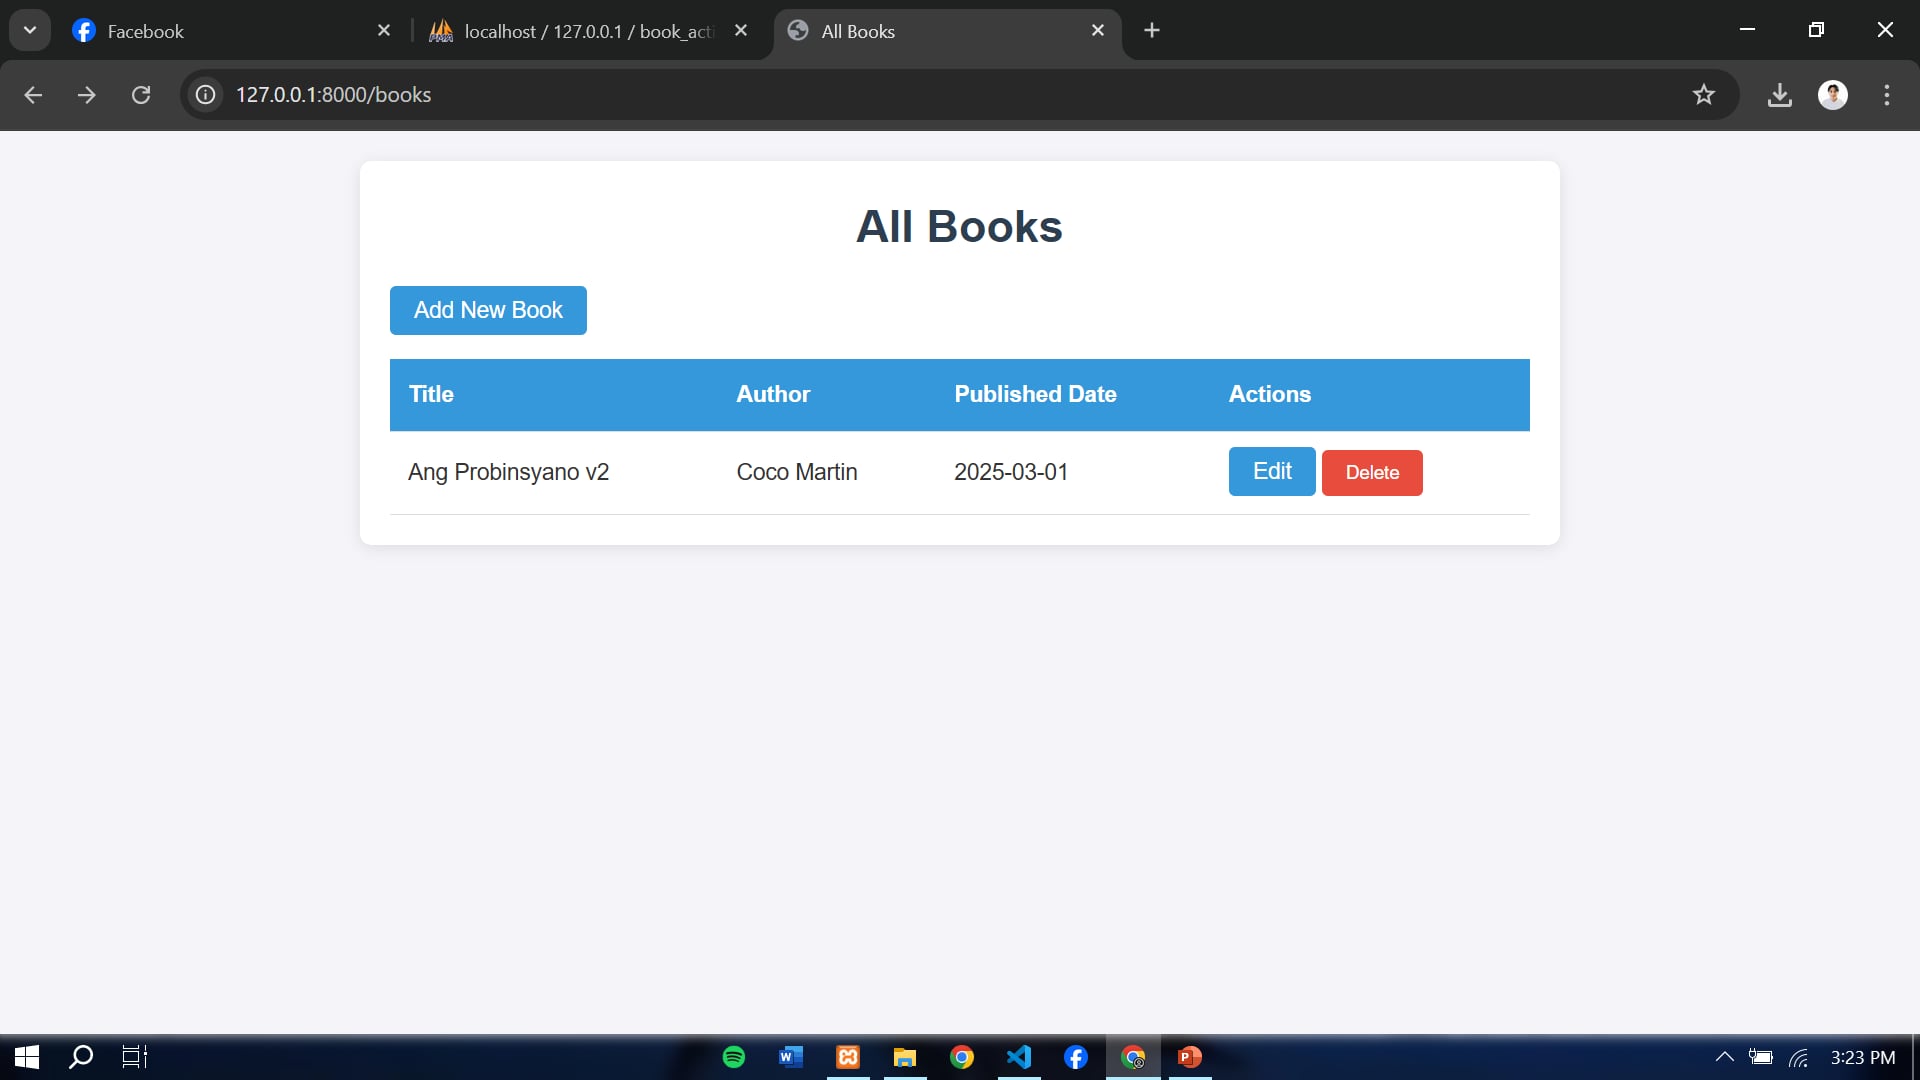 Facebook
localhost / 127.0.0.1 / book_acti
All Books
127.0.0.1:8000/books
All Books
Add New Book
Title Author Published Date Actions
Ang Probinsyano v2 Coco Martin 2025-03-01 Edit Delete
3:23 PM